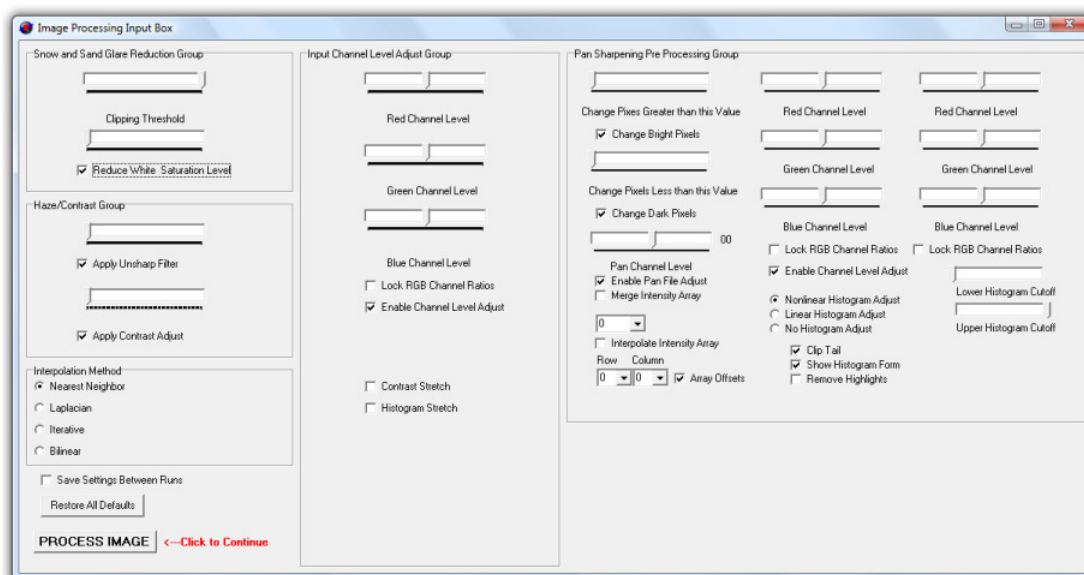 Image Processing Input Box
Snow and Sand Glare Reduction Group
Clipping Threshold
Reduce White Saturation Level
Haze/Contrast Group
Apply Unsharp Filter
Apply Contrast Adjust
Interpolation Method
Nearest Neighbor
Laplacian
Iterative
Bilinear
Save Settings Between Runs
Restore All Defaults
PROCESS IMAGE <---Click to Continue
Input Channel Level Adjust Group
Red Channel Level
Green Channel Level
Blue Channel Level
Lock RGB Channel Ratios
Enable Channel Level Adjust
Contrast Stretch
Histogram Stretch
Pan Sharpening Pre Processing Group
Change Pixes Greater than this Value
Change Bright Pixels
Change Pixels Less than this Value
Change Dark Pixels
00
Pan Channel Level
Enable Pan File Adjust
Merge Intensity Array
0
Interpolate Intensity Array
Row Column
0 0 Array Offsets
Red Channel Level
Green Channel Level
Blue Channel Level
Lock RGB Channel Ratios
Enable Channel Level Adjust
Nonlinear Histogram Adjust
Linear Histogram Adjust
No Histogram Adjust
Clip Tail
Show Histogram Form
Remove Highlights
Red Channel Level
Green Channel Level
Blue Channel Level
Lock RGB Channel Ratios
Lower Histogram Cutoff
Upper Histogram Cutoff